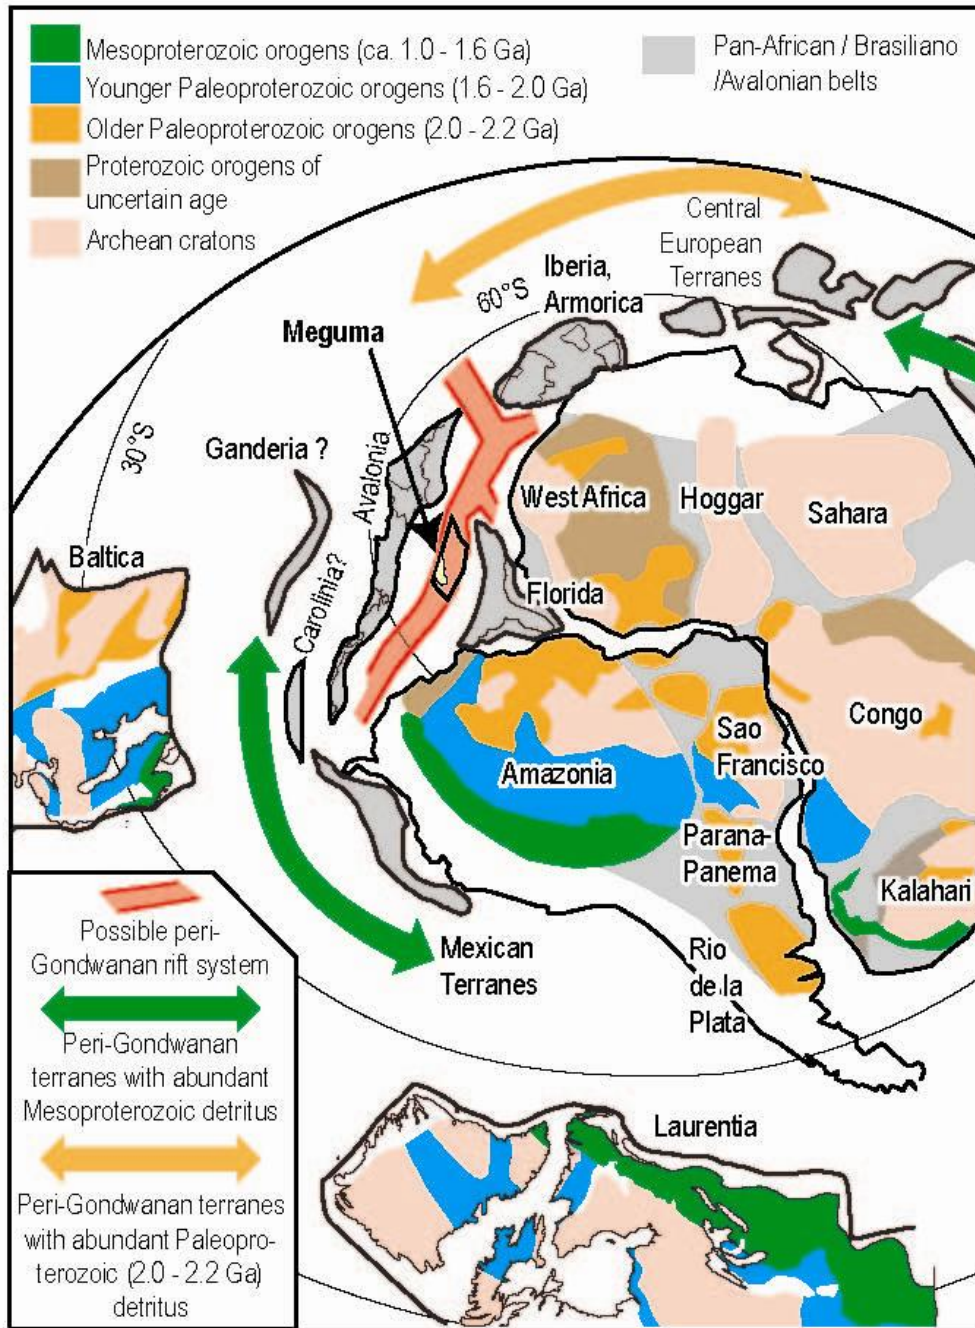 Mesoproterozoic orogens (ca. 1.0 - 1.6 Ga)
Younger Paleoproterozoic orogens (1.6 - 2.0 Ga)
Older Paleoproterozoic orogens (2.0 - 2.2 Ga)
Proterozoic orogens of
uncertain age
Archean cratons
Pan-African / Brasiliano
/Avalonian belts
Central
European
Terranes
60°S
Iberia,
Armorica
Meguma
30°S
Ganderia ?
Avalonia
West Africa
Hoggar
Sahara
Baltica
Carolinia?
Florida
Congo
Sao
Francisco
Amazonia
Parana-
Panema
Kalahari
Mexican
Terranes
Rio
de la
Plata
Possible peri-
Gondwanan rift system
Peri-Gondwanan
terranes with abundant
Mesoproterozoic detritus
Peri-Gondwanan terranes
with abundant Paleopro-
terozoic (2.0 - 2.2 Ga)
detritus
Laurentia